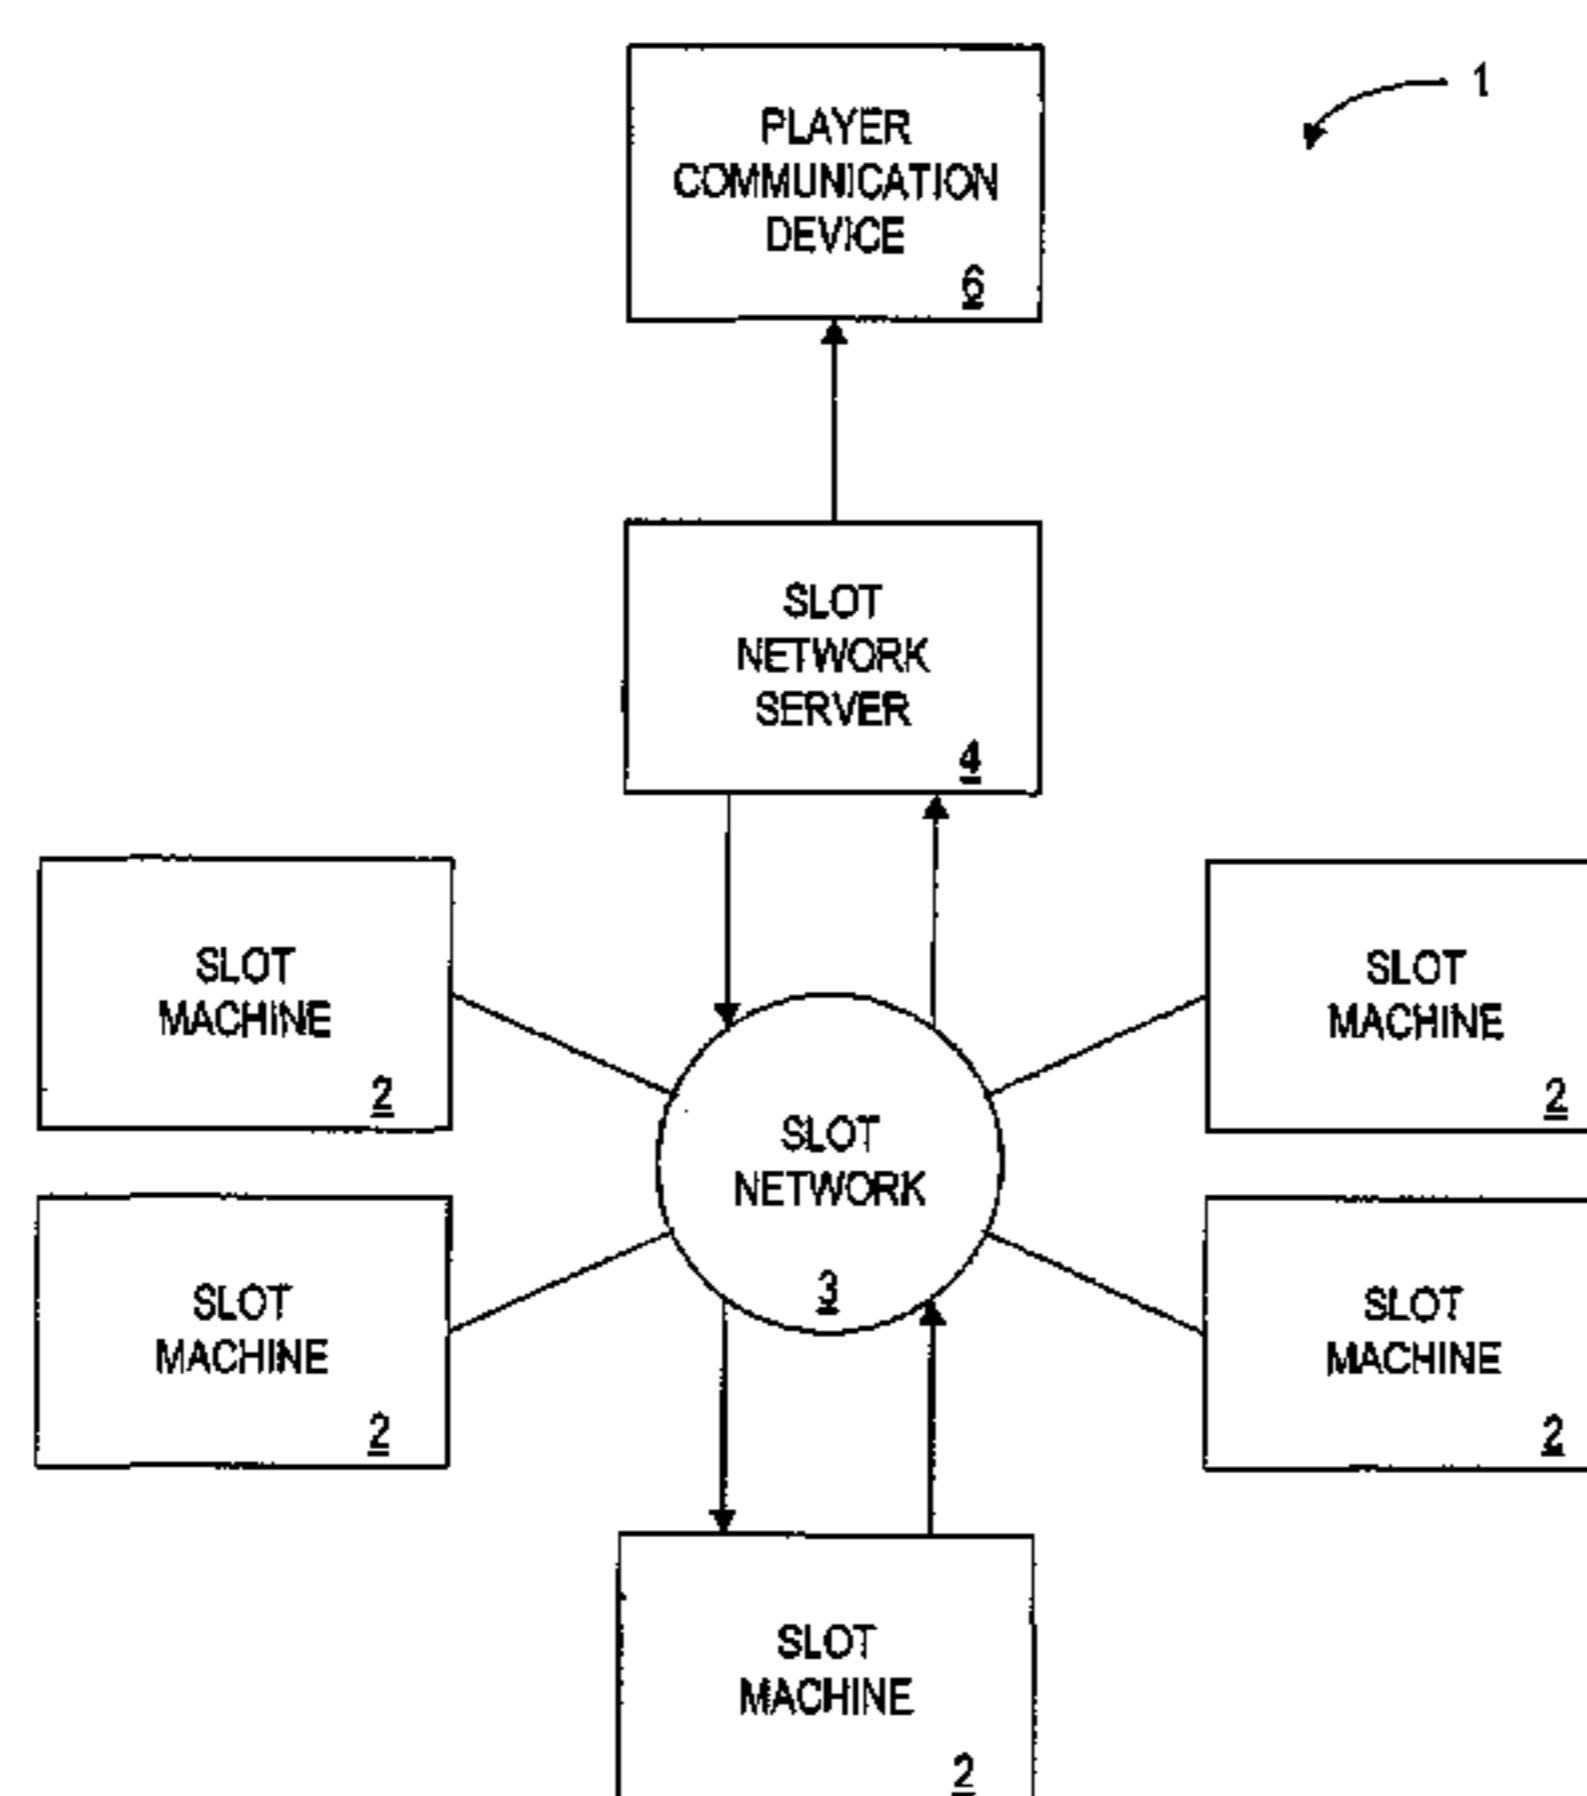 1
PLAYER
COMMUNICATION
DEVICE
6
SLOT
NETWORK
SERVER
4
SLOT
MACHINE
2
SLOT
MACHINE
2
SLOT
NETWORK
3
SLOT
MACHINE
2
SLOT
MACHINE
2
SLOT
MACHINE
2